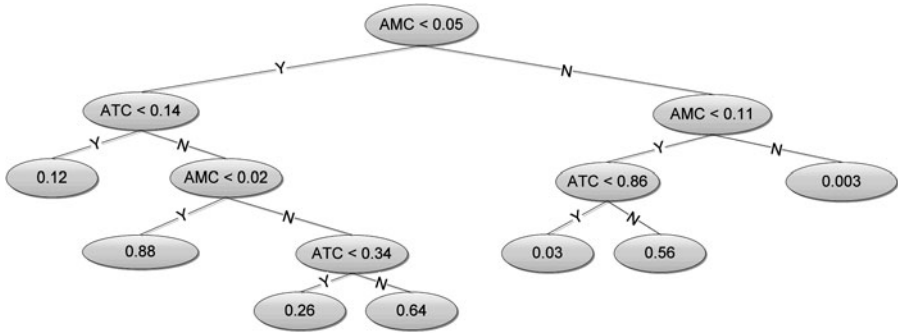 AMC < 0.05
Y
N
ATC < 0.14
AMC < 0.11
Y
N
Y
N
0.12
AMC < 0.02
ATC < 0.86
0.003
Y
N
Y
N
0.88
ATC < 0.34
0.03
0.56
Y
N
0.26
0.64